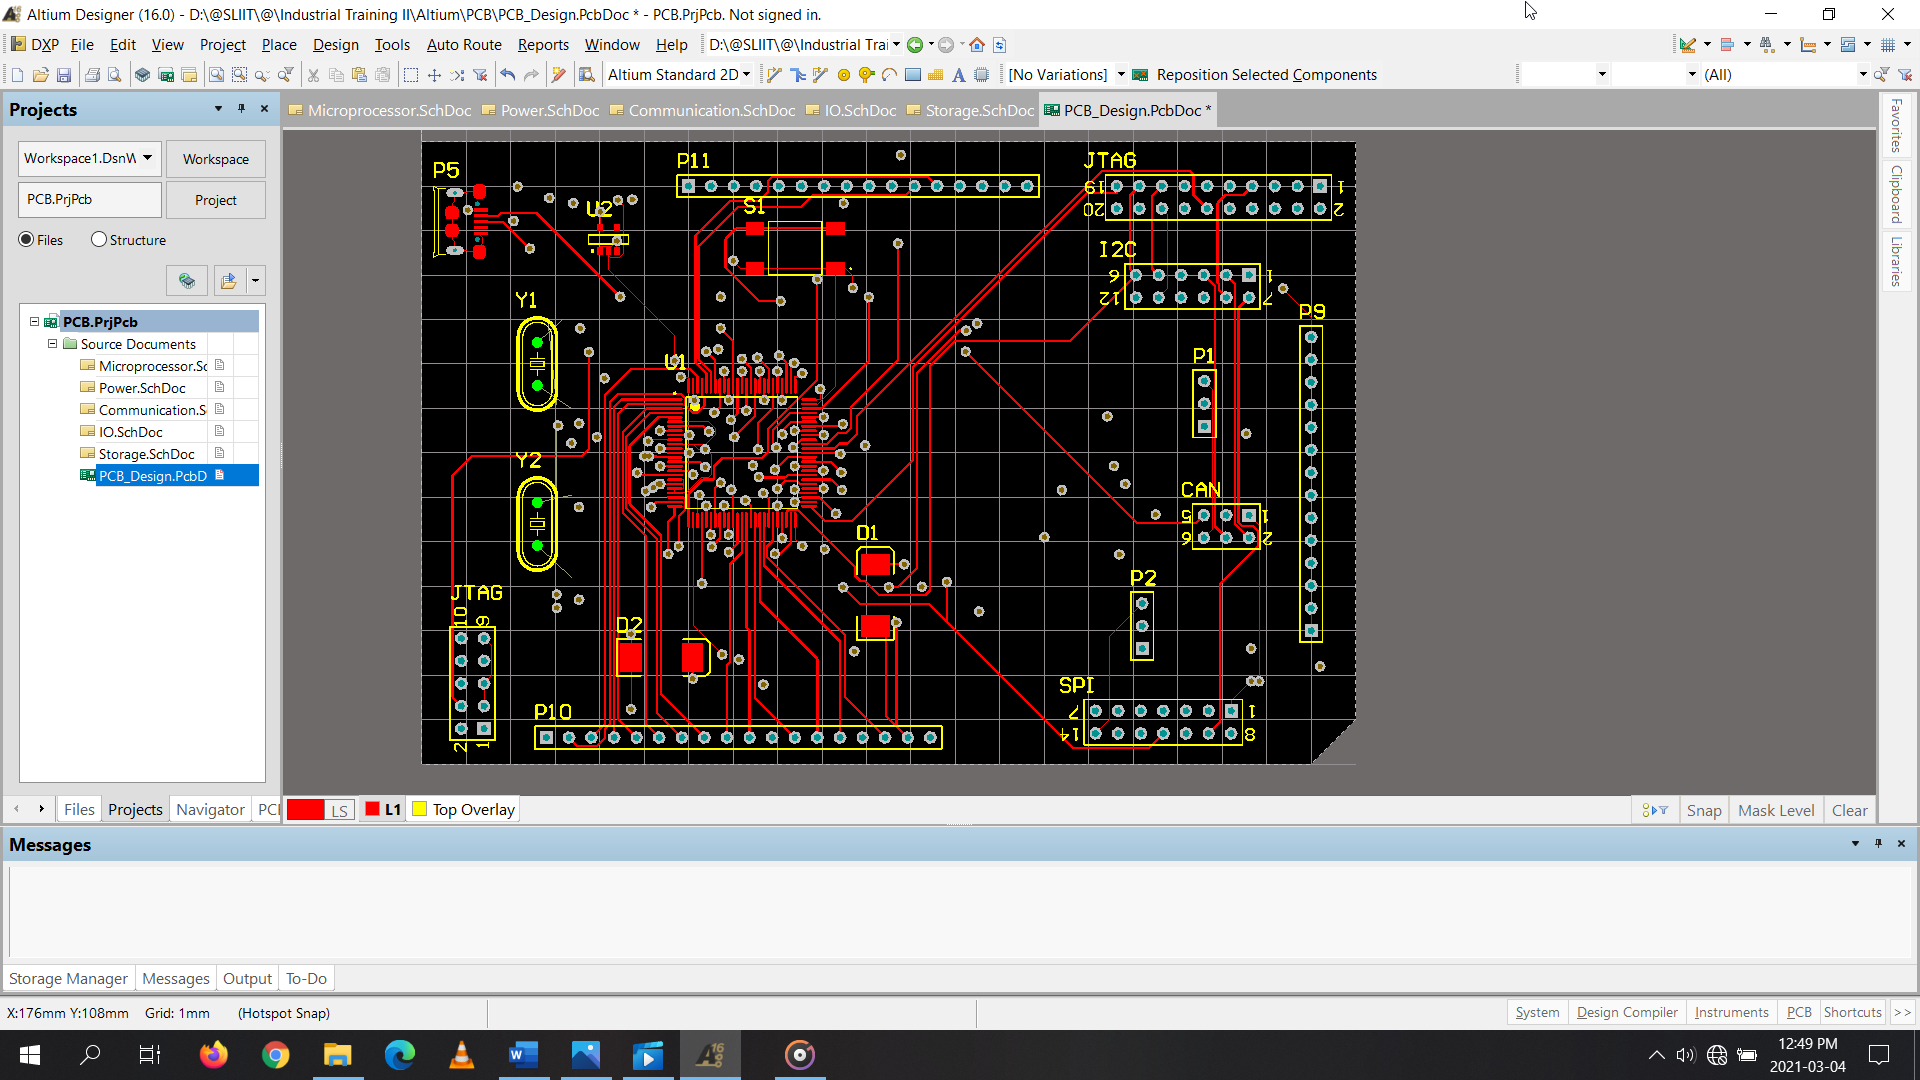 Altium Designer (16.0) - D:\@SLIIT\@\Industrial Training II\Altium\PCB\PCB_Design.PcbDoc * - PCB.PrjPcb. Not signed in.
DXP File Edit View Project Place Design Tools Auto Route Reports Window Help D:\@SLIIT\@\Industrial Trai
Altium Standard 2D [No Variations] Reposition Selected Components (All)
Projects
Microprocessor.SchDoc Power.SchDoc Communication.SchDoc IO.SchDoc Storage.SchDoc PCB_Design.PcbDoc *
Workspace1.DsnW Workspace
PCB.PrjPcb Project
Files Structure
PCB.PrjPcb
Source Documents
Microprocessor.Sc
Power.SchDoc
Communication.S
IO.SchDoc
Storage.SchDoc
PCB_Design.PcbD
Files Projects Navigator PCI
P5
P11
JTAG
19 1
20 2
U2
S1
I2C
6 1
12 7
Y1
P9
U1
P1
Y2
CAN
5 1
6 2
D1
P2
JTAG
10 9
2 1
D2
SPI
7 1
14 8
P10
LS L1 Top Overlay
Snap Mask Level Clear
Favorites
Clipboard
Libraries
Messages
Storage Manager Messages Output To-Do
X:176mm Y:108mm Grid: 1mm (Hotspot Snap)
System Design Compiler Instruments PCB Shortcuts >>
12:49 PM
2021-03-04